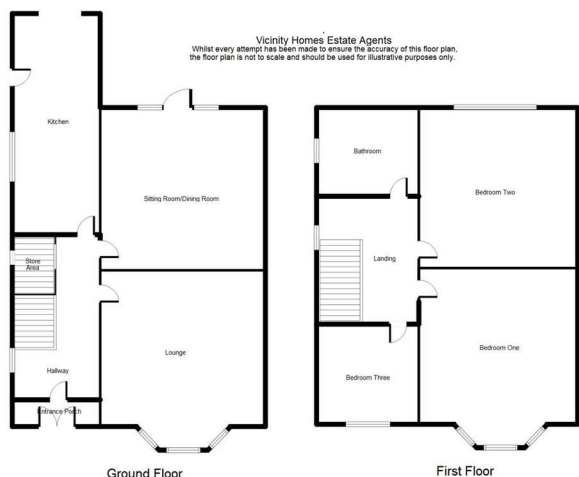 Vicinity Homes Estate Agents
Whilst every attempt has been made to ensure the accuracy of this floor plan,
the floor plan is not to scale and should be used for illustrative purposes only.
Kitchen
Sitting Room/Dining Room
Store
Area
Lounge
Hallway
Entrance Porch
Ground Floor
Bathroom
Bedroom Two
Landing
Bedroom One
Bedroom Three
First Floor